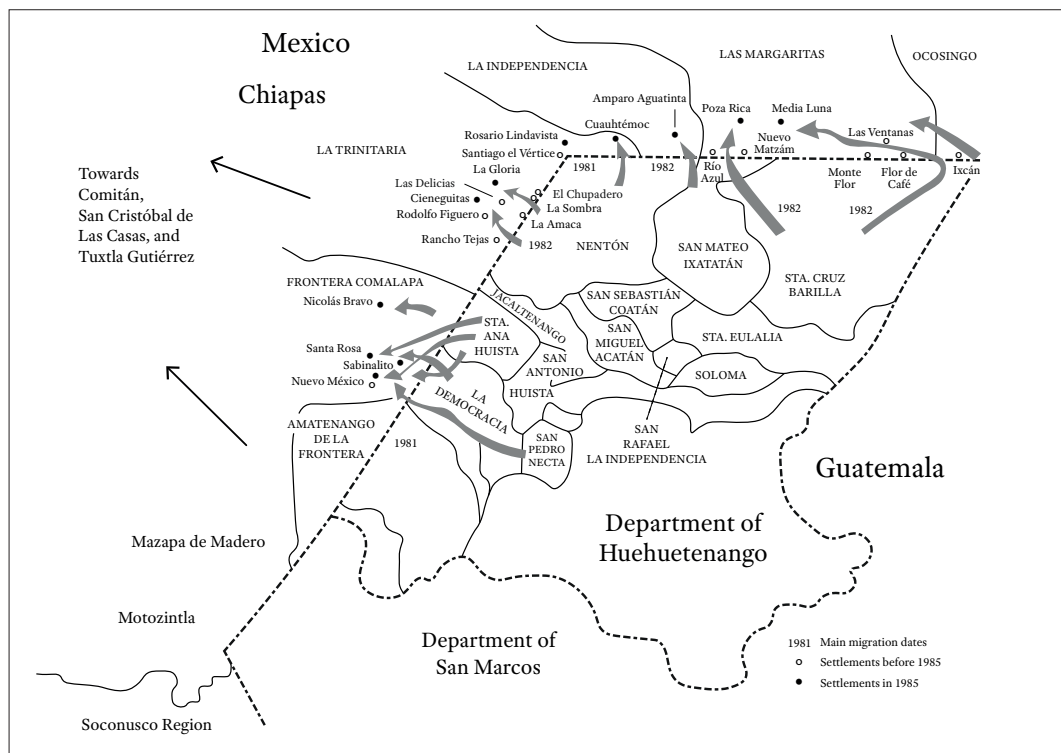 Mexico
Chiapas
LA INDEPENDENCIA
LAS MARGARITAS
OCOSINGO
Amparo Aguatinta
Poza Rica
Media Luna
Rosario Lindavista
Cuauhtémoc
Nuevo
Matzám
Las Ventanas
LA TRINITARIA
Santiago el Vértice
1981
1982
Río
Azul
Monte
Flor
Flor de
Café
Ixcán
La Gloria
Towards
Comitán,
San Cristóbal de
Las Casas, and
Tuxtla Gutiérrez
Las Delicias
Cieneguitas
Rodolfo Figuero
El Chupadero
La Sombra
La Amaca
1982
1982
Rancho Tejas
1982
NENTÓN
SAN MATEO
IXATATÁN
STA. CRUZ
BARILLA
FRONTERA COMALAPA
Nicolás Bravo
JACALTENANGO
SAN SEBASTIÁN
COATÁN
STA.
ANA
HUISTA
SAN
MIGUEL
ACATÁN
STA. EULALIA
Santa Rosa
Sabinalito
Nuevo México
SAN
ANTONIO
HUISTA
SOLOMA
LA
DEMOCRACIA
AMATENANGO
DE LA
FRONTERA
1981
SAN
PEDRO
NECTA
SAN
RAFAEL
LA INDEPENDENCIA
Guatemala
Department of
Huehuetenango
Mazapa de Madero
Motozintla
Department of
San Marcos
Soconusco Region
1981 Main migration dates
Settlements before 1985
Settlements in 1985